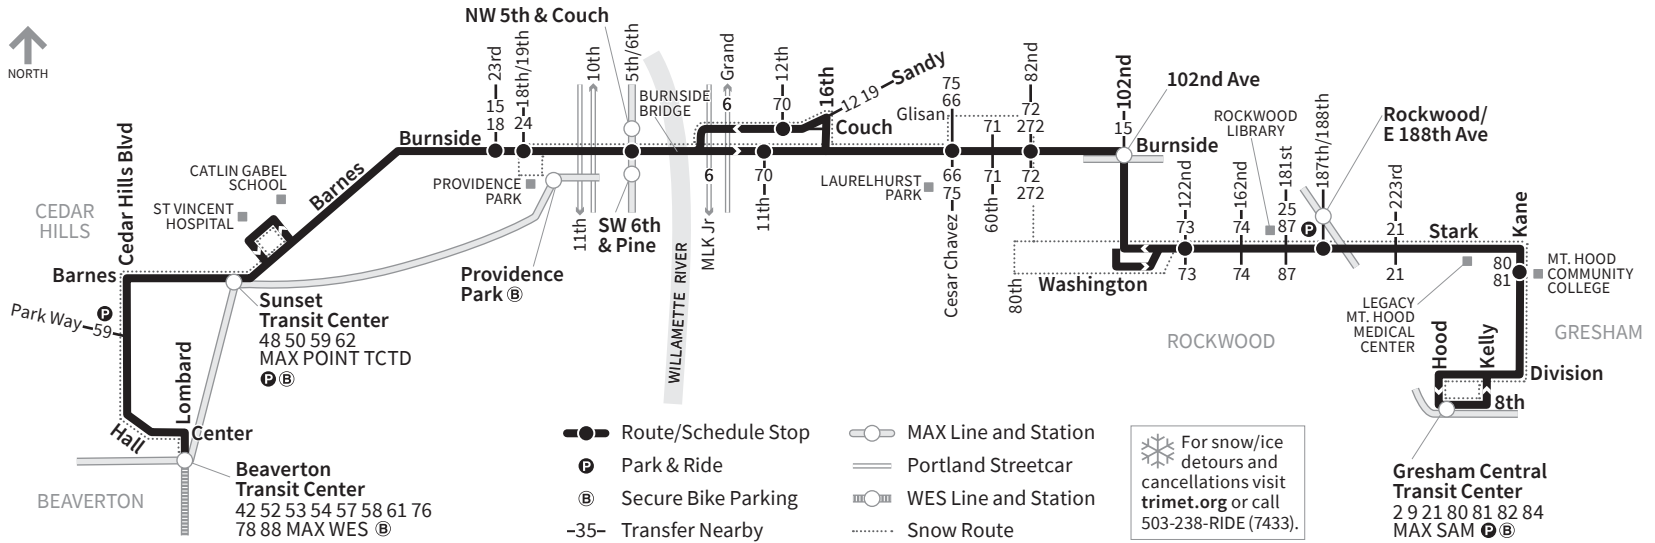 NORTH
NW 5th & Couch
23rd
15
18
18th/19th
24
10th
11th
5th/6th
BURNSIDE
BRIDGE
Grand
6
12th
70
16th
12 19
Sandy
Couch
75
66
Glisan
82nd
72
272
71
102nd
15
102nd Ave
Burnside
ROCKWOOD
LIBRARY
Rockwood/
E 188th Ave
CEDAR
HILLS
Cedar Hills Blvd
CATLIN GABEL
SCHOOL
ST VINCENT
HOSPITAL
Barnes
Burnside
PROVIDENCE
PARK
SW 6th
& Pine
6
MLK Jr
70
11th
LAURELHURST
PARK
66
75
Cesar Chavez
71
60th
72
272
122nd
73
73
162nd
74
74
181st
25
87
87
187th/188th
P
223rd
21
21
Stark
Kane
80
81
MT. HOOD
COMMUNITY
COLLEGE
Barnes
Providence
Park B
WILLAMETTE RIVER
80th
Washington
LEGACY
MT. HOOD
MEDICAL
CENTER
ROCKWOOD
GRESHAM
P
Park Way
59
Sunset
Transit Center
48 50 59 62
MAX POINT TCTD
P B
Lombard
Hall
Center
Hood
Kelly
Division
8th
BEAVERTON
Beaverton
Transit Center
42 52 53 54 57 58 61 76
78 88 MAX WES B
Gresham Central
Transit Center
2 9 21 80 81 82 84
MAX SAM P B
Route/Schedule Stop
P Park & Ride
B Secure Bike Parking
–35– Transfer Nearby
MAX Line and Station
Portland Streetcar
WES Line and Station
Snow Route
For snow/ice
detours and
cancellations visit
trimet.org or call
503-238-RIDE (7433).